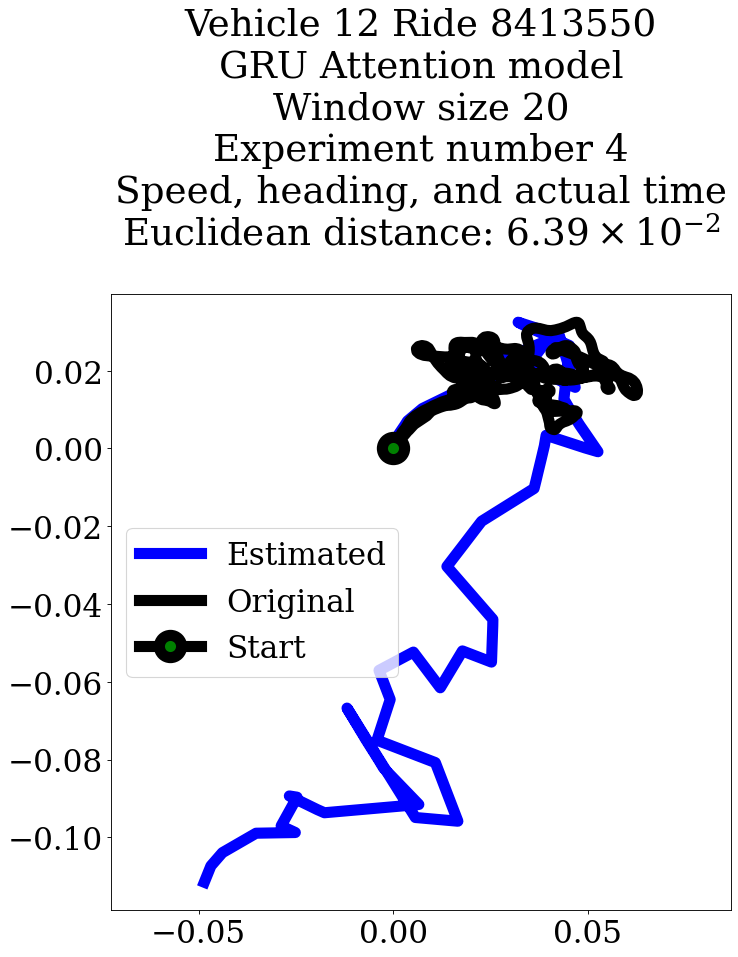 Vehicle 12 Ride 8413550
GRU Attention model
Window size 20
Experiment number 4
Speed, heading, and actual time
Euclidean distance: 6.39 × 10⁻²
0.02
0.00
−0.02
−0.04
−0.06
−0.08
−0.10
Estimated
Original
Start
−0.05
0.00
0.05